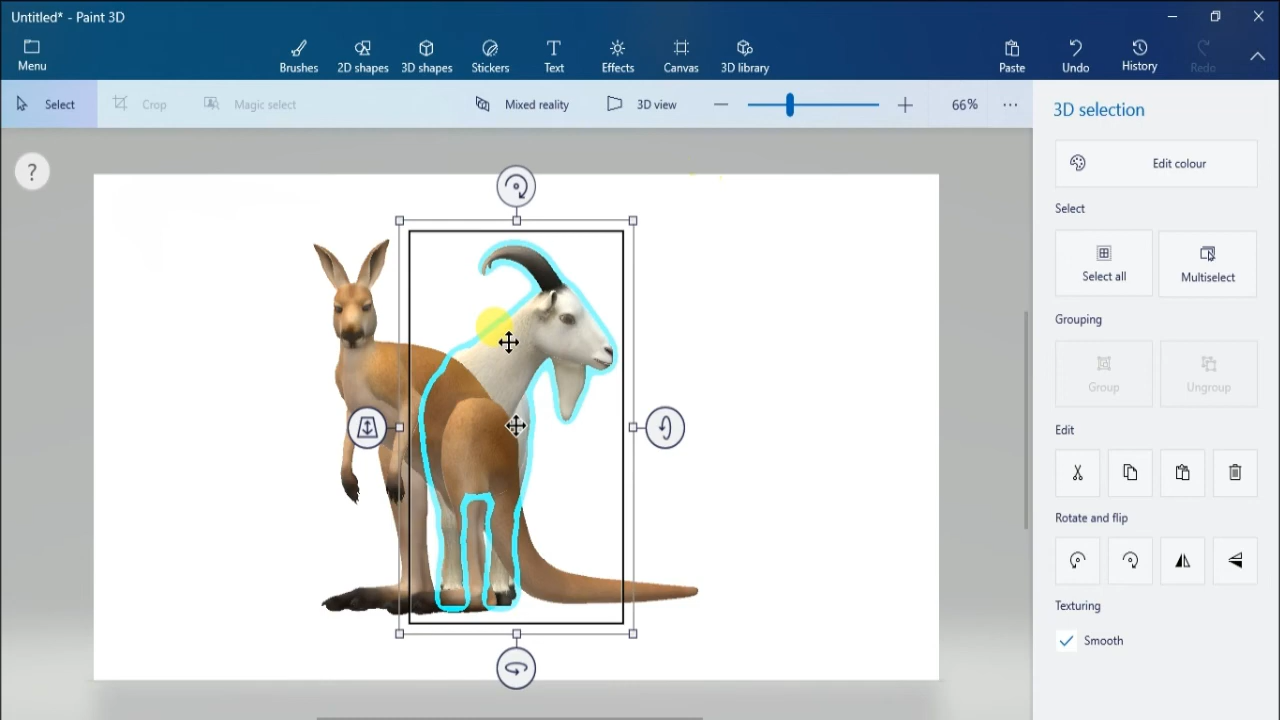 Untitled* - Paint 3D
Menu
Brushes 2D shapes 3D shapes Stickers Text Effects Canvas 3D library Paste Undo History Redo
Select Crop Magic select Mixed reality 3D view 66%
?
3D selection
Edit colour
Select
Select all Multiselect
Grouping
Group Ungroup
Edit
Rotate and flip
Texturing
Smooth